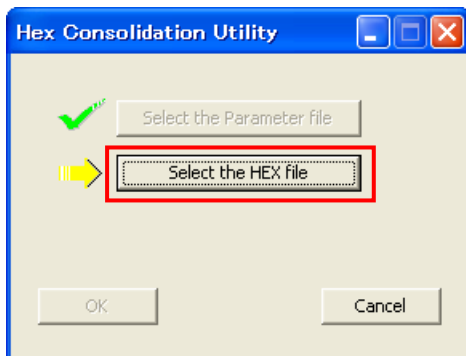 Hex Consolidation Utility
Select the Parameter file
Select the HEX file
OK
Cancel